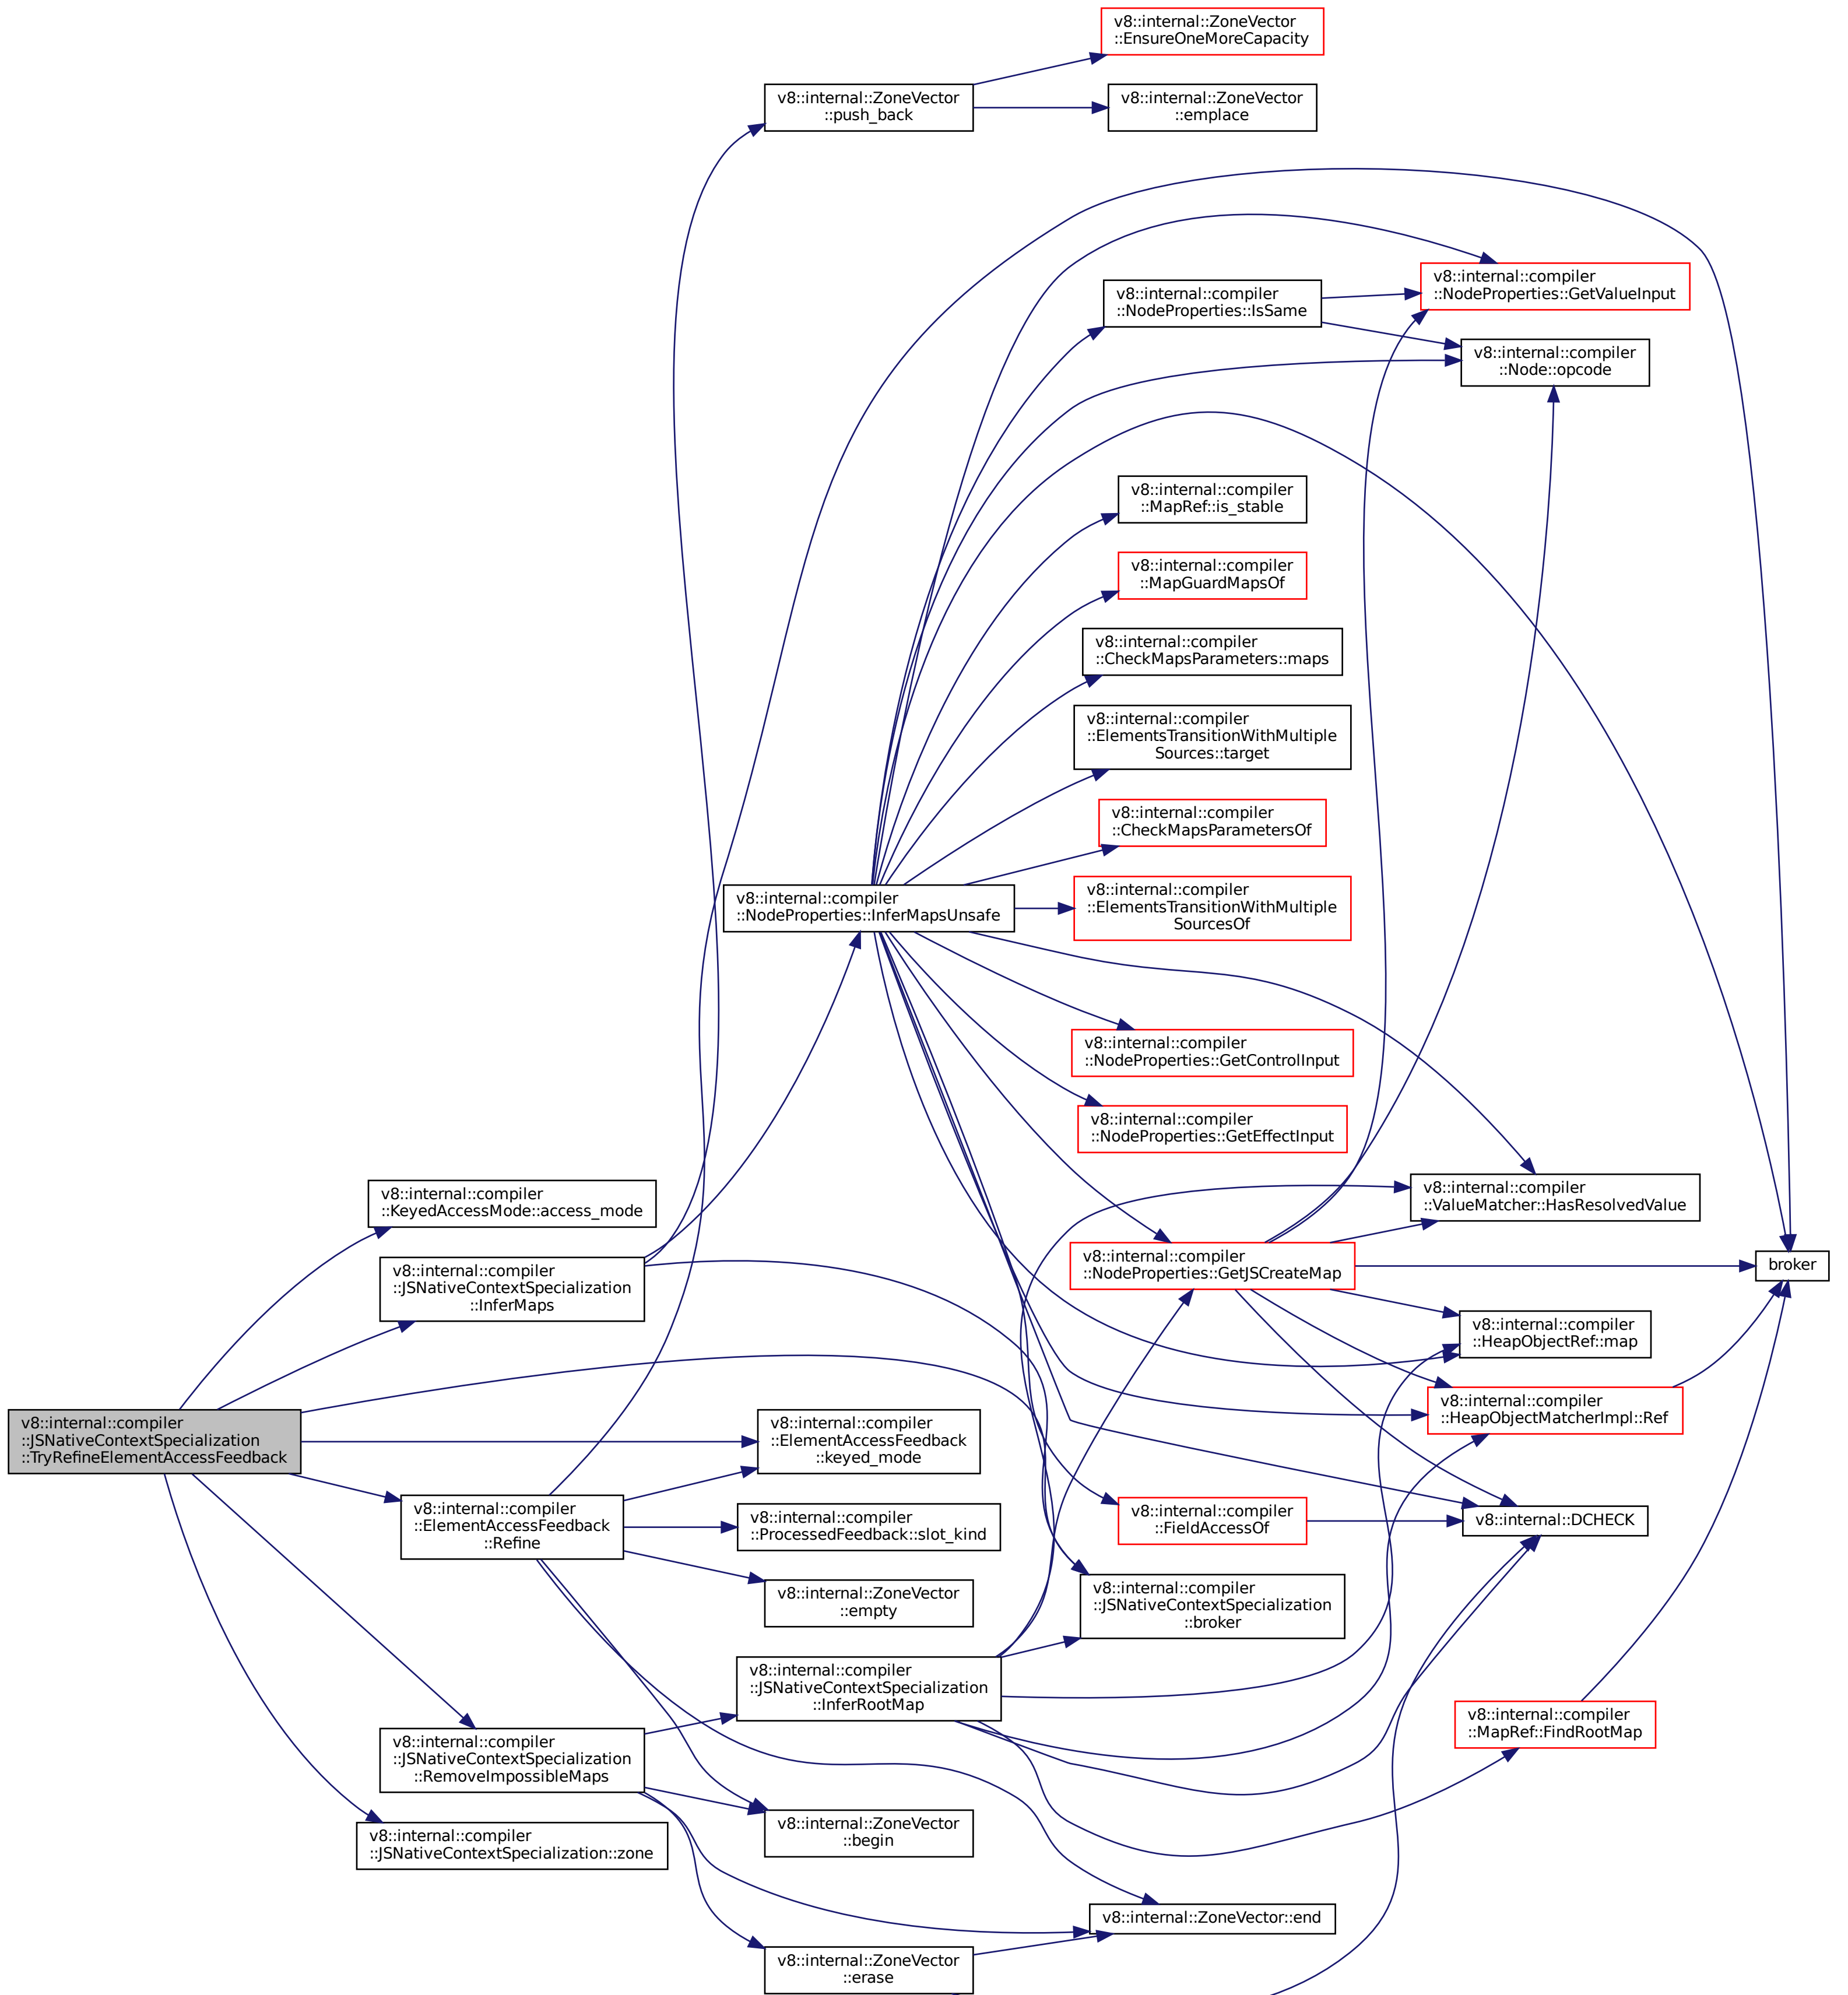 v8::internal::ZoneVector
::EnsureOneMoreCapacity
v8::internal::ZoneVector
::push_back
v8::internal::ZoneVector
::emplace
v8::internal::compiler
::NodeProperties::GetValueInput
v8::internal::compiler
::NodeProperties::IsSame
v8::internal::compiler
::Node::opcode
v8::internal::compiler
::MapRef::is_stable
v8::internal::compiler
::MapGuardMapsOf
v8::internal::compiler
::CheckMapsParameters::maps
v8::internal::compiler
::ElementsTransitionWithMultiple
Sources::target
v8::internal::compiler
::CheckMapsParametersOf
v8::internal::compiler
::NodeProperties::InferMapsUnsafe
v8::internal::compiler
::ElementsTransitionWithMultiple
SourcesOf
v8::internal::compiler
::NodeProperties::GetControlInput
v8::internal::compiler
::NodeProperties::GetEffectInput
v8::internal::compiler
::KeyedAccessMode::access_mode
v8::internal::compiler
::ValueMatcher::HasResolvedValue
v8::internal::compiler
::JSNativeContextSpecialization
::InferMaps
v8::internal::compiler
::NodeProperties::GetJSCreateMap
broker
v8::internal::compiler
::HeapObjectRef::map
v8::internal::compiler
::JSNativeContextSpecialization
::TryRefineElementAccessFeedback
v8::internal::compiler
::ElementAccessFeedback
::keyed_mode
v8::internal::compiler
::HeapObjectMatcherImpl::Ref
v8::internal::compiler
::ElementAccessFeedback
::Refine
v8::internal::compiler
::ProcessedFeedback::slot_kind
v8::internal::compiler
::FieldAccessOf
v8::internal::DCHECK
v8::internal::ZoneVector
::empty
v8::internal::compiler
::JSNativeContextSpecialization
::broker
v8::internal::compiler
::JSNativeContextSpecialization
::InferRootMap
v8::internal::compiler
::MapRef::FindRootMap
v8::internal::compiler
::JSNativeContextSpecialization
::RemoveImpossibleMaps
v8::internal::ZoneVector
::begin
v8::internal::compiler
::JSNativeContextSpecialization::zone
v8::internal::ZoneVector::end
v8::internal::ZoneVector
::erase